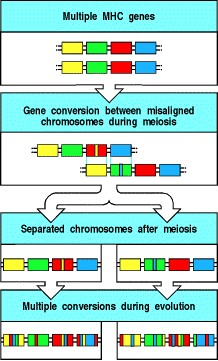 Multiple MHC genes
Gene conversion between misaligned
chromosomes during meiosis
Separated chromosomes after meiosis
Multiple conversions during evolution